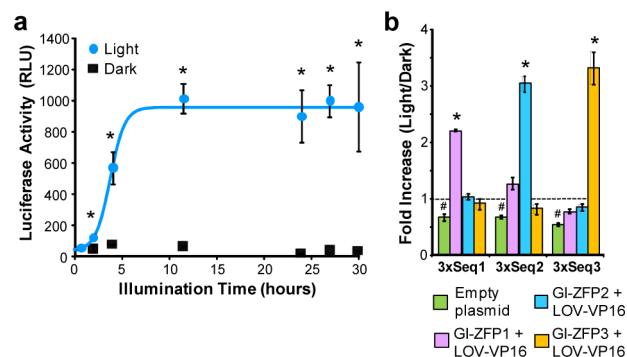 a
Light
Dark
Luciferase Activity (RLU)
1400
1200
1000
800
600
400
200
0
* * * * * *
0 5 10 15 20 25 30
Illumination Time (hours)
b
Fold Increase (Light/Dark)
4
3
2
1
0
* * *
# # #
3xSeq1 3xSeq2 3xSeq3
Empty
plasmid
GI-ZFP2 +
LOV-VP16
GI-ZFP1 +
LOV-VP16
GI-ZFP3 +
LOV-VP16